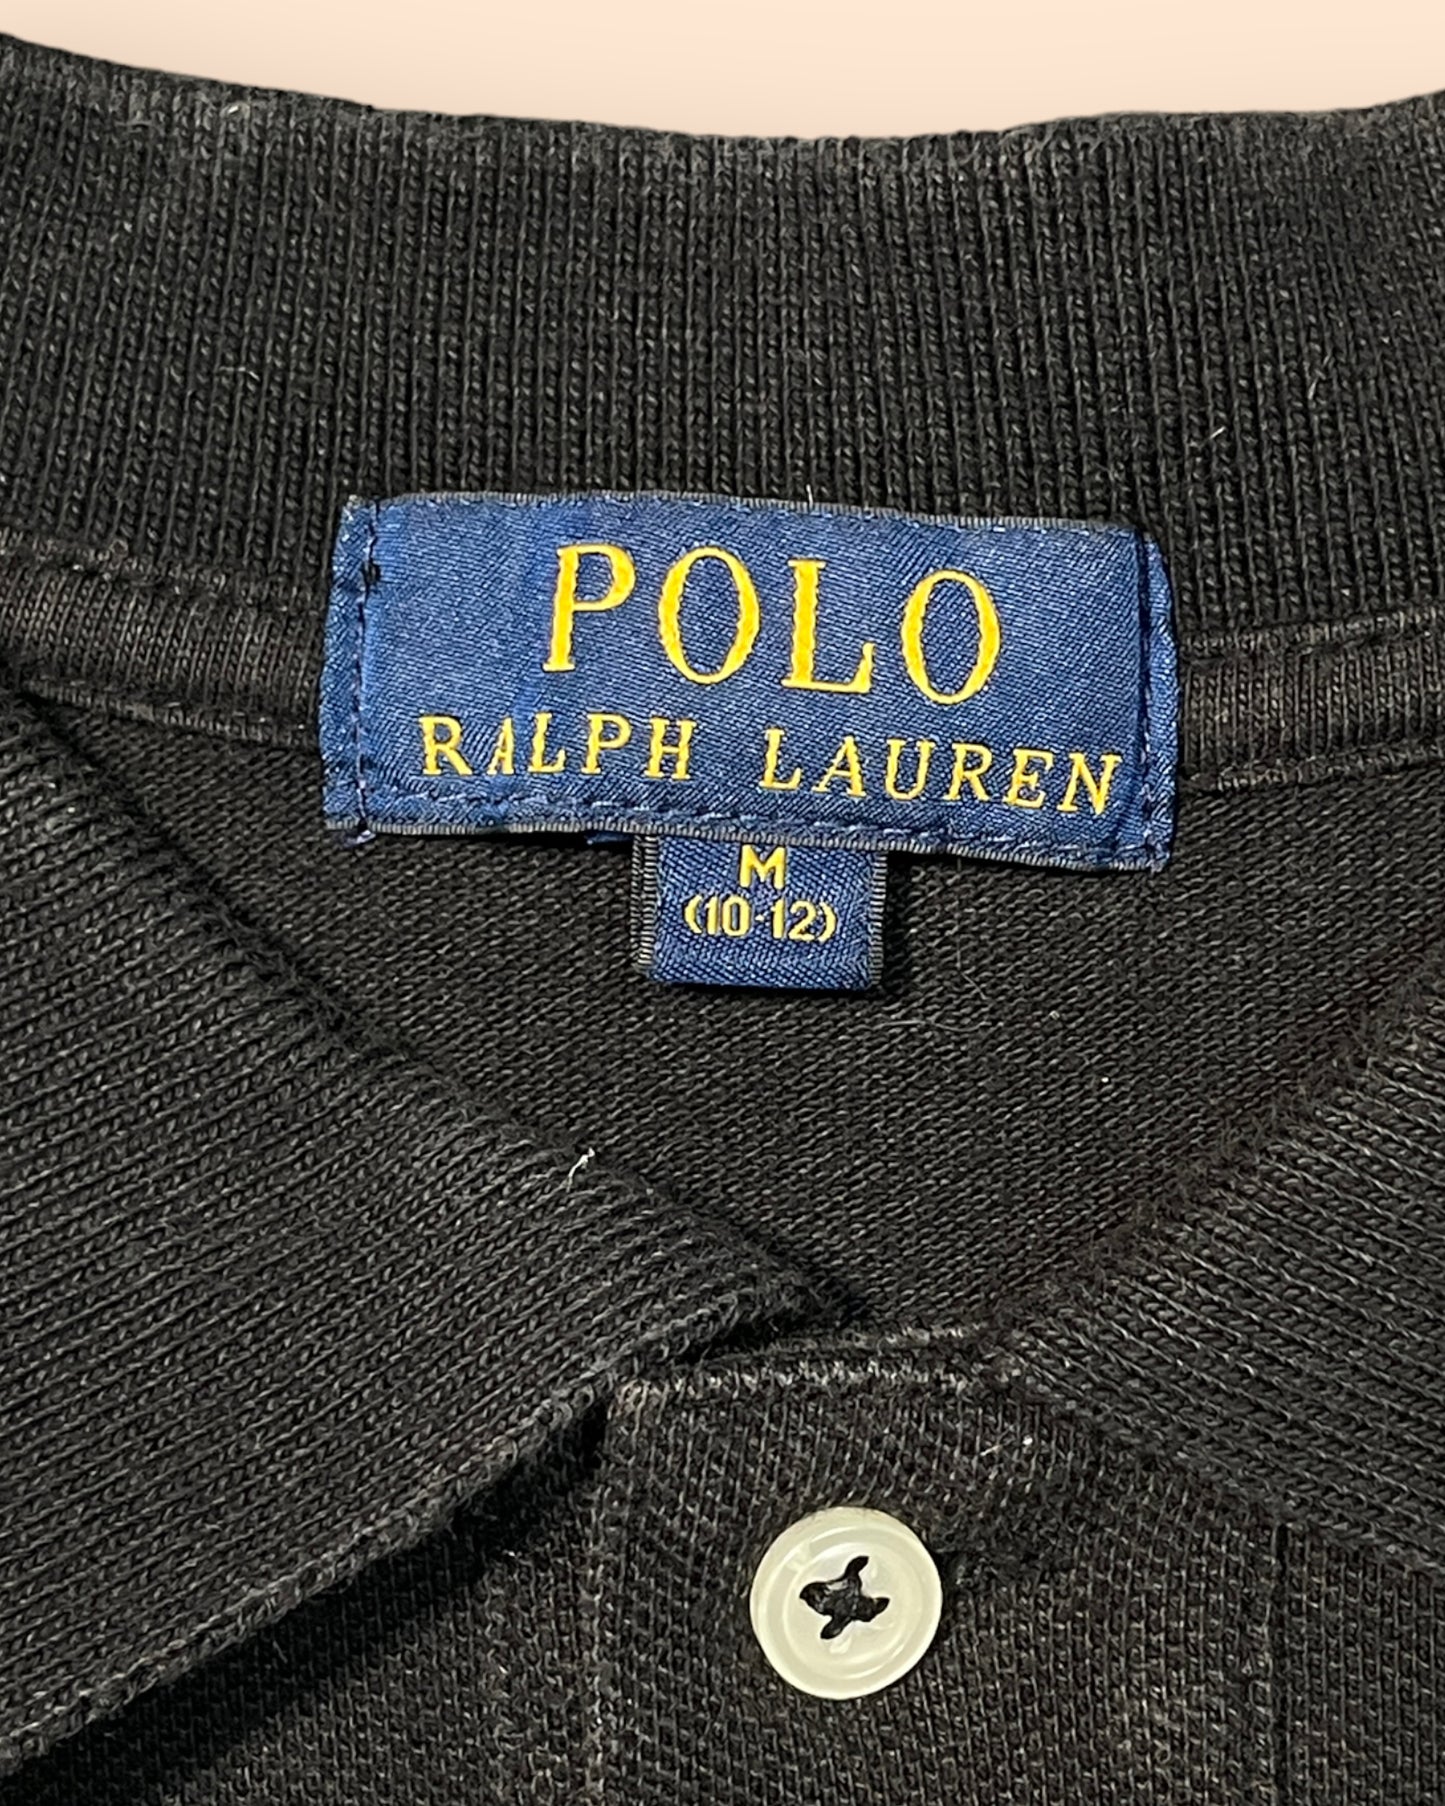 POLO
RALPH LAUREN
M
(10-12)